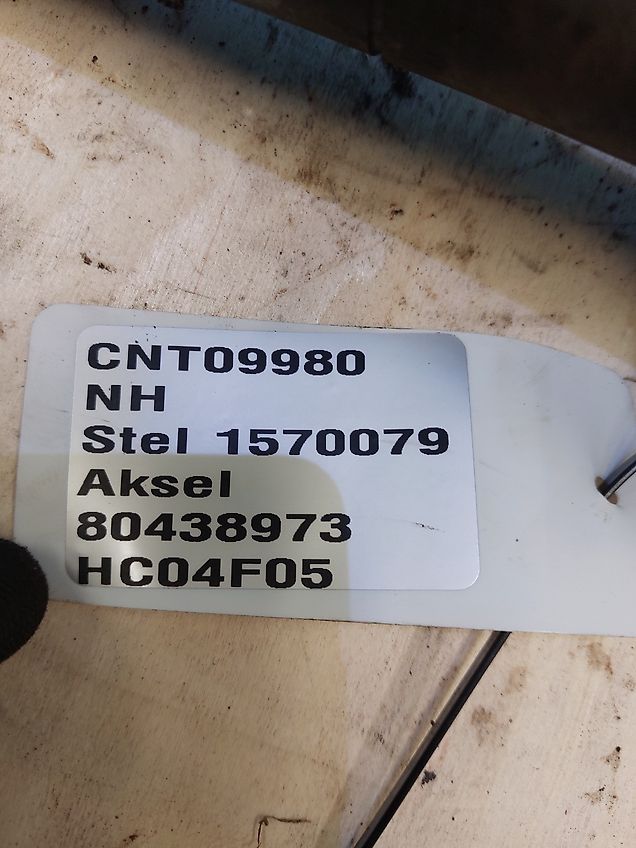 CNT09980
NH
Stel 1570079
Aksel
80438973
HC04F05